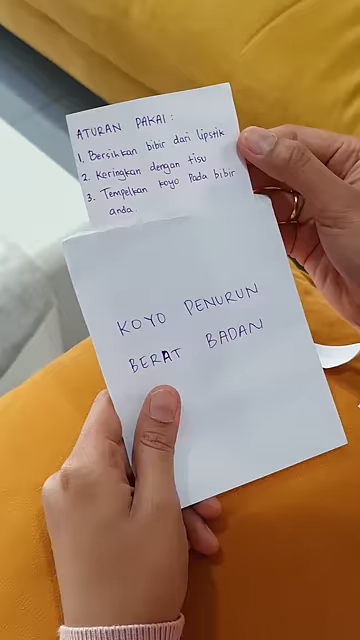 ATURAN PAKAI :
1. Bersihkan bibir dari lipstik
2. Keringkan dengan tisu
3. Tempelkan koyo pada bibir
anda.
KOYO PENURUN
BERAT BADAN